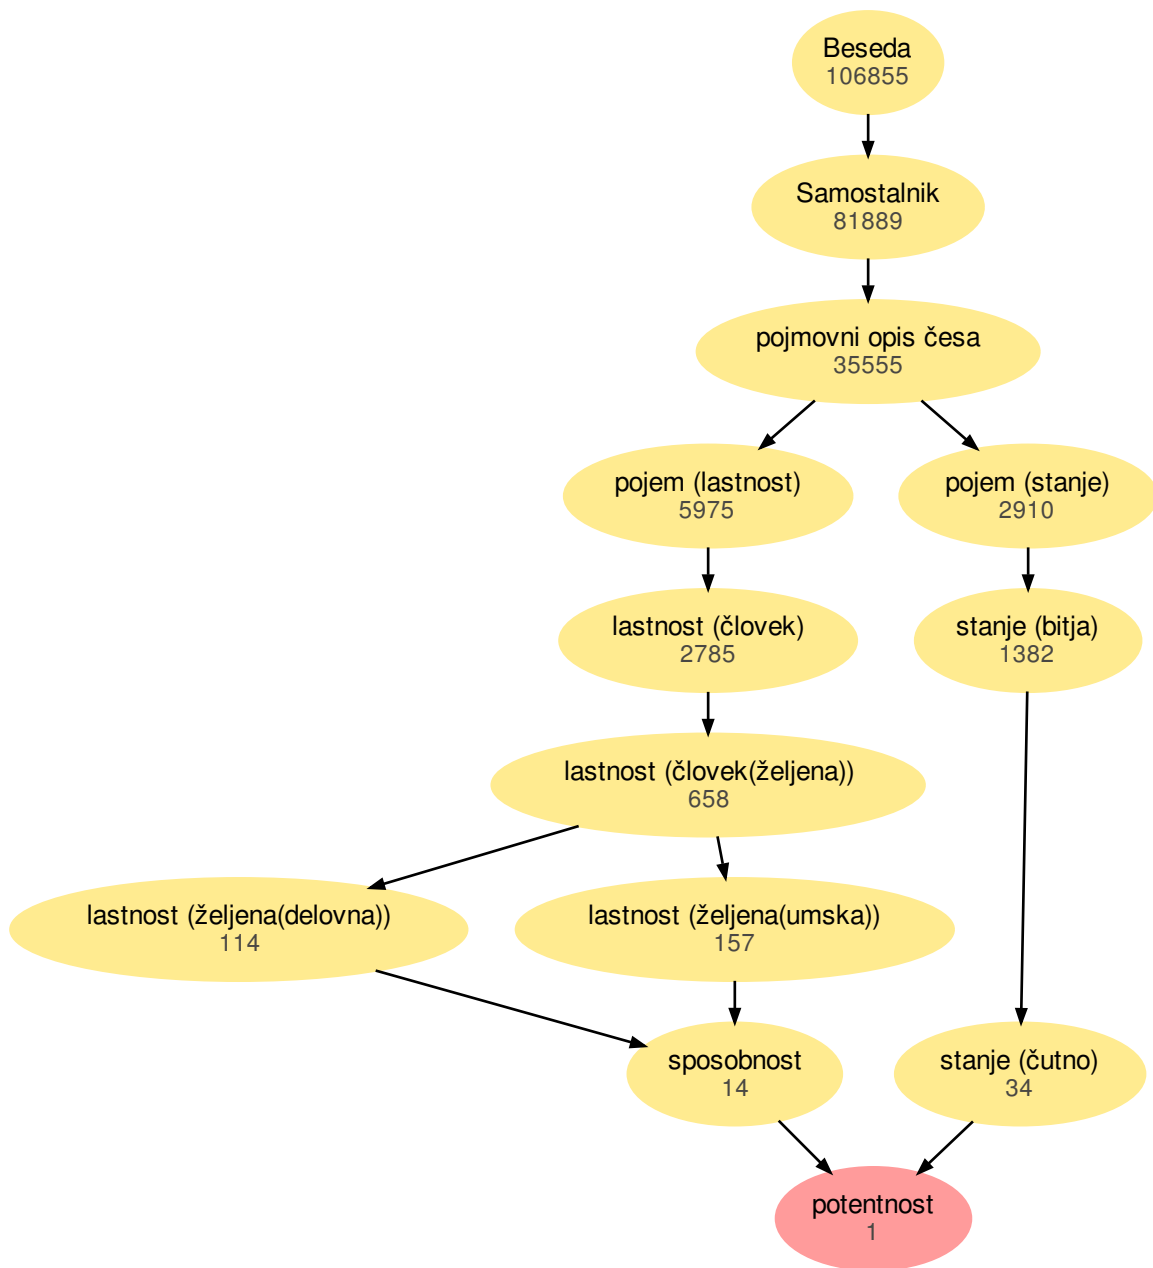 Beseda
106855
Samostalnik
81889
pojmovni opis česa
35555
pojem (lastnost)
5975
pojem (stanje)
2910
lastnost (človek)
2785
stanje (bitja)
1382
lastnost (človek(željena))
658
lastnost (željena(delovna))
114
lastnost (željena(umska))
157
sposobnost
14
stanje (čutno)
34
potentnost
1